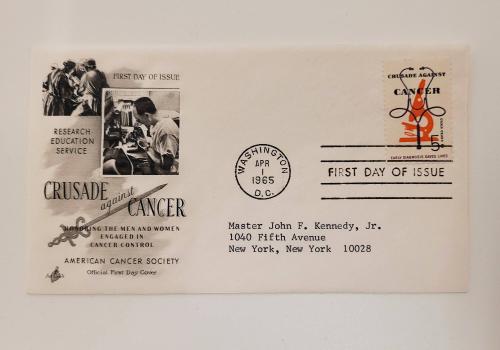 FIRST DAY OF ISSUE
RESEARCH
EDUCATION
SERVICE
CRUSADE
against
CANCER
HONORING THE MEN AND WOMEN
ENGAGED IN
CANCER CONTROL
AMERICAN CANCER SOCIETY
Official First Day Cover
WASHINGTON
APR
1
1965
D.C.
CRUSADE AGAINST
CANCER
5
EARLY DIAGNOSIS SAVES LIVES
FIRST DAY OF ISSUE
Master John F. Kennedy, Jr.
1040 Fifth Avenue
New York, New York 10028